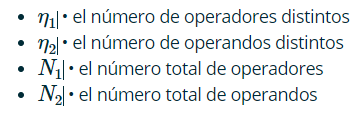 • η₁| • el número de operadores distintos
• η₂| • el número de operandos distintos
• N₁| • el número total de operadores
• N₂| • el número total de operandos